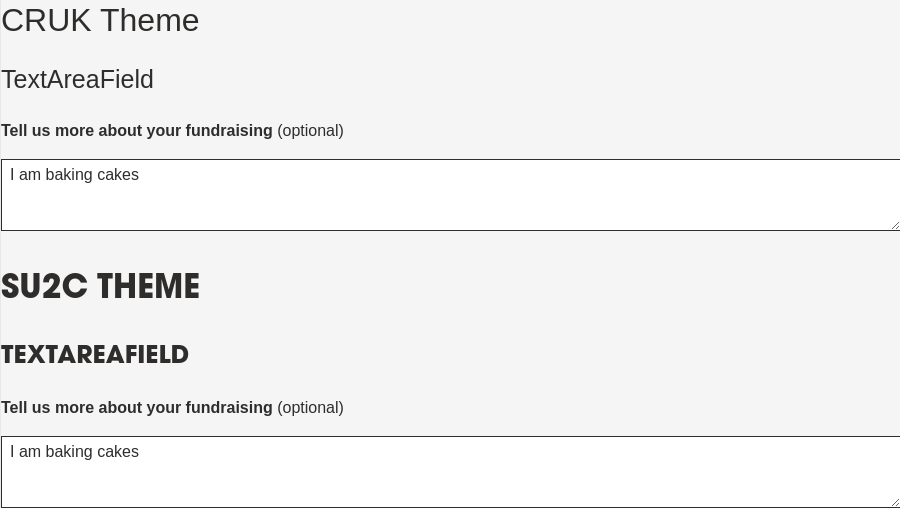 CRUK Theme
TextAreaField
Tell us more about your fundraising (optional)
I am baking cakes
SU2C THEME
TEXTAREAFIELD
Tell us more about your fundraising (optional)
I am baking cakes